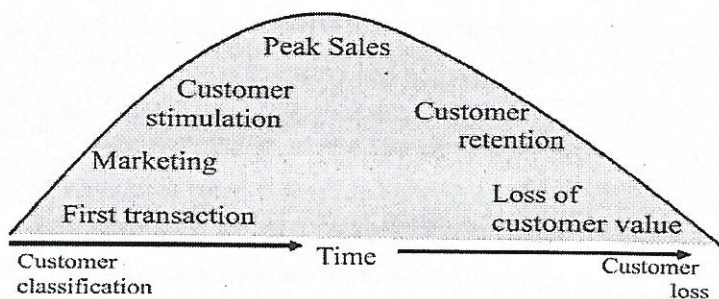 Peak Sales
Customer
stimulation
Customer
retention
Marketing
First transaction
Loss of
customer value
Time
Customer
classification
Customer
loss